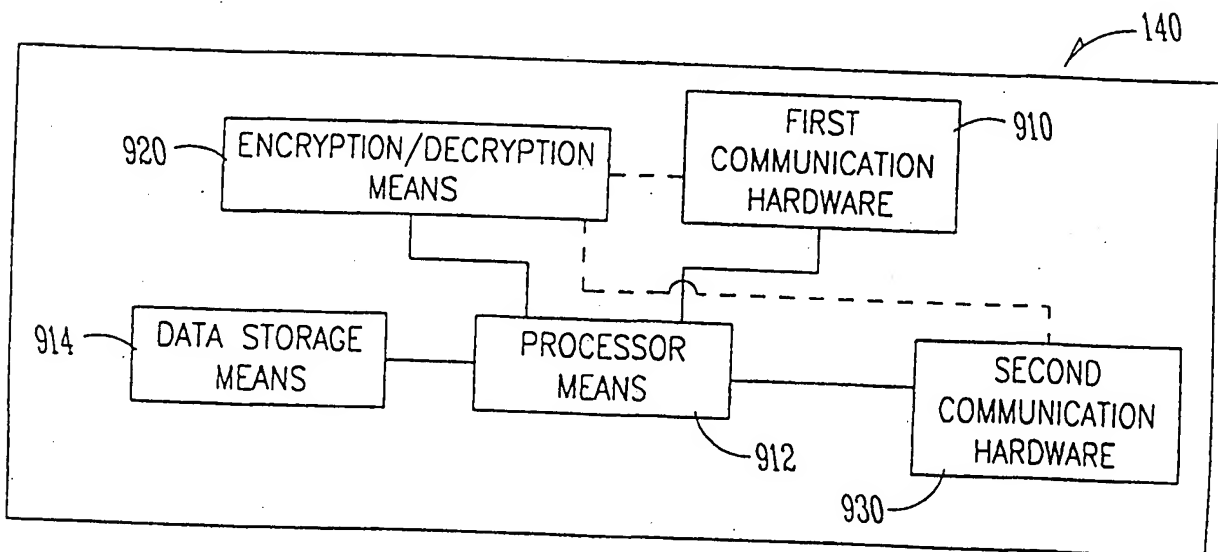 140
920
ENCRYPTION/DECRYPTION
MEANS
FIRST
COMMUNICATION
HARDWARE
910
914
DATA STORAGE
MEANS
PROCESSOR
MEANS
912
SECOND
COMMUNICATION
HARDWARE
930